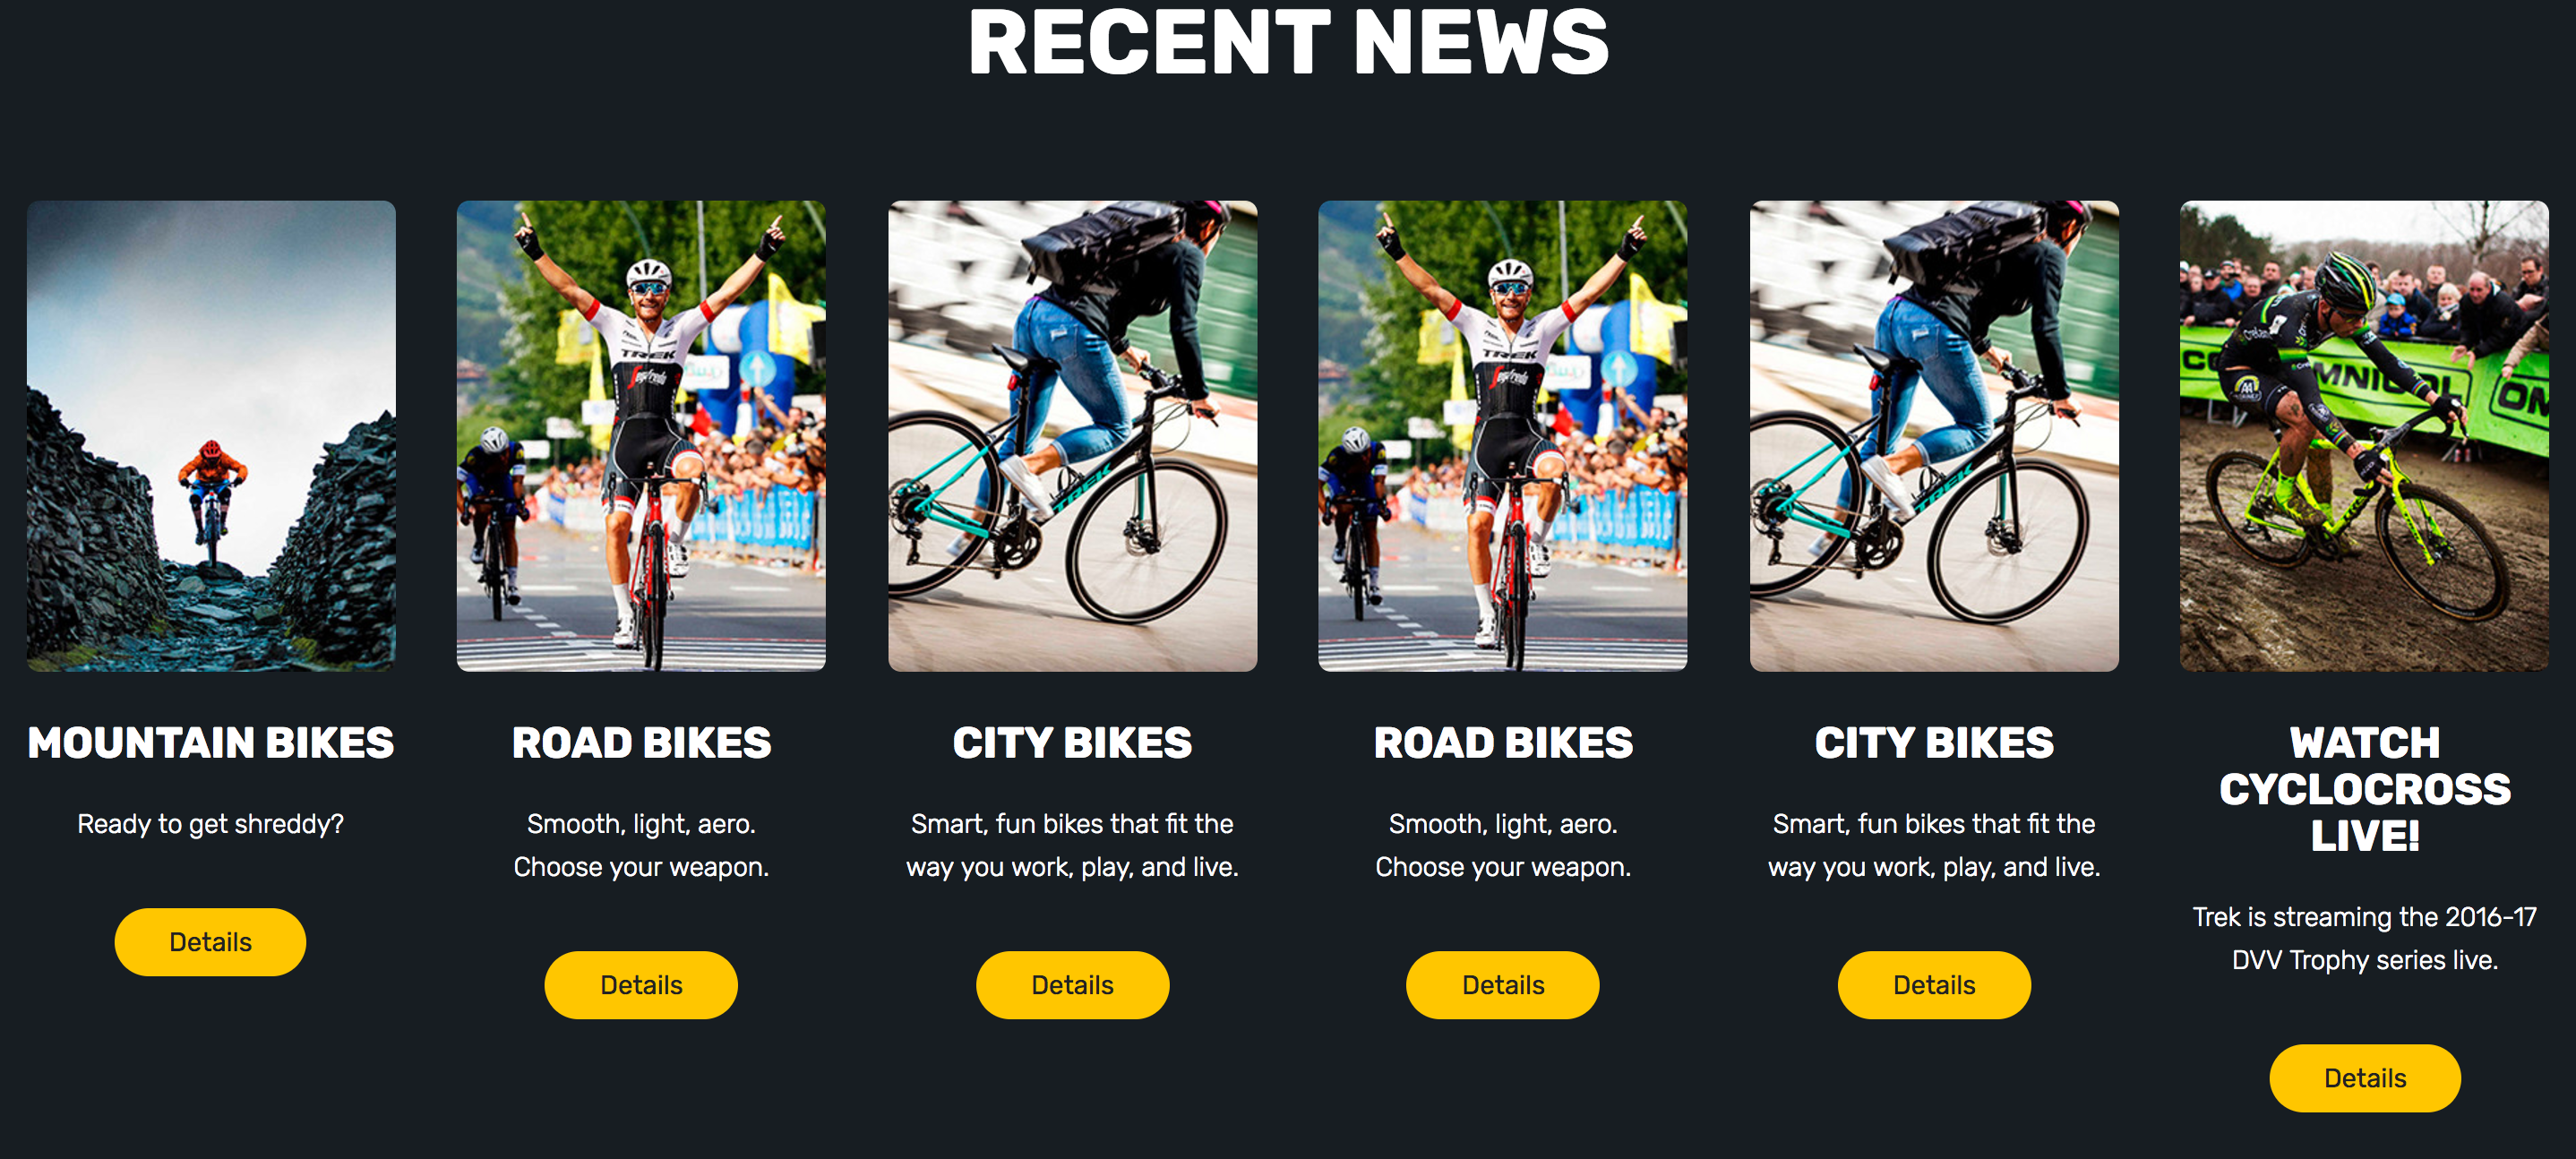 RECENT NEWS
TREK
Segafredo
TREK
TREK
Segafredo
TREK
OMNICOL
OM
MOUNTAIN BIKES
Ready to get shreddy?
Details
ROAD BIKES
Smooth, light, aero.
Choose your weapon.
Details
CITY BIKES
Smart, fun bikes that fit the
way you work, play, and live.
Details
ROAD BIKES
Smooth, light, aero.
Choose your weapon.
Details
CITY BIKES
Smart, fun bikes that fit the
way you work, play, and live.
Details
WATCH
CYCLOCROSS
LIVE!
Trek is streaming the 2016-17
DVV Trophy series live.
Details